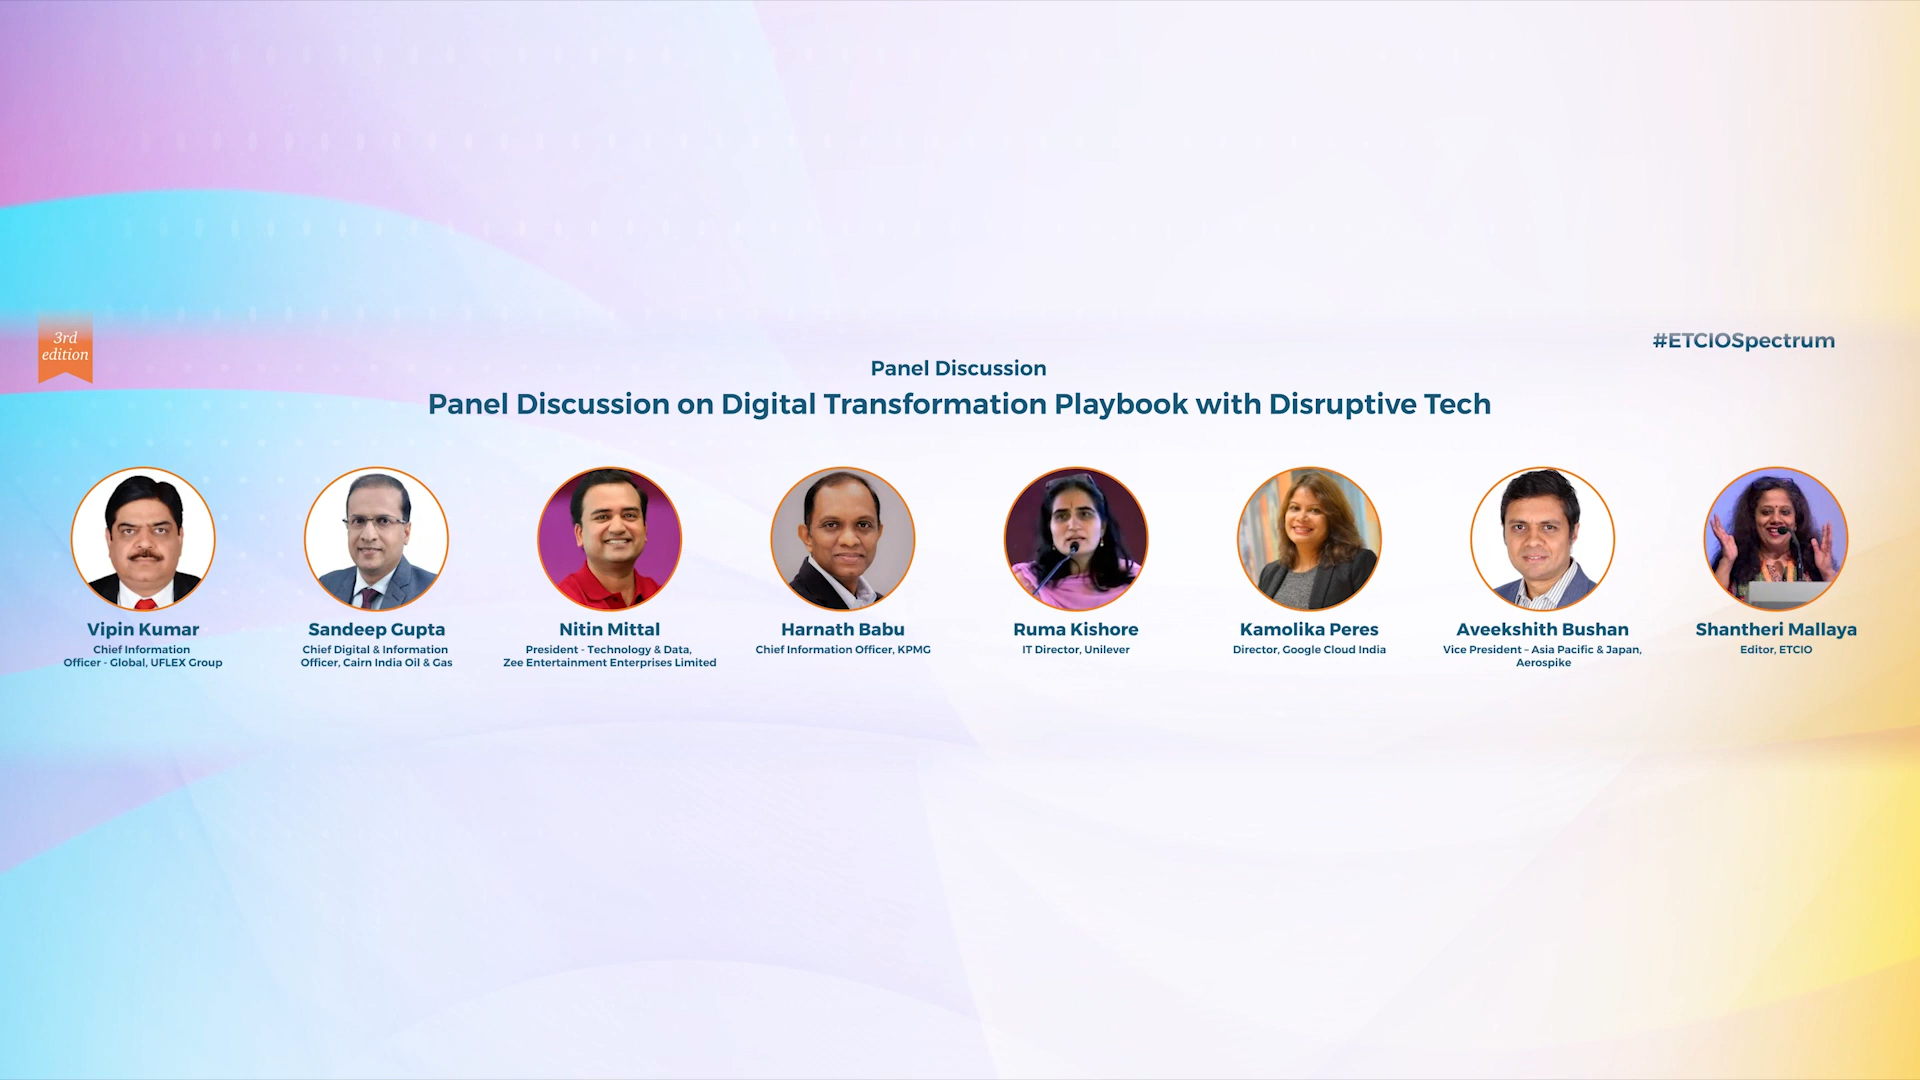 3rd
edition
#ETCIOSpectrum
Panel Discussion
Panel Discussion on Digital Transformation Playbook with Disruptive Tech
Vipin Kumar
Chief Information
Officer - Global, UFLEX Group
Sandeep Gupta
Chief Digital & Information
Officer, Cairn India Oil & Gas
Nitin Mittal
President - Technology & Data,
Zee Entertainment Enterprises Limited
Harnath Babu
Chief Information Officer, KPMG
Ruma Kishore
IT Director, Unilever
Kamolika Peres
Director, Google Cloud India
Aveekshith Bushan
Vice President – Asia Pacific & Japan,
Aerospike
Shantheri Mallaya
Editor, ETCIO